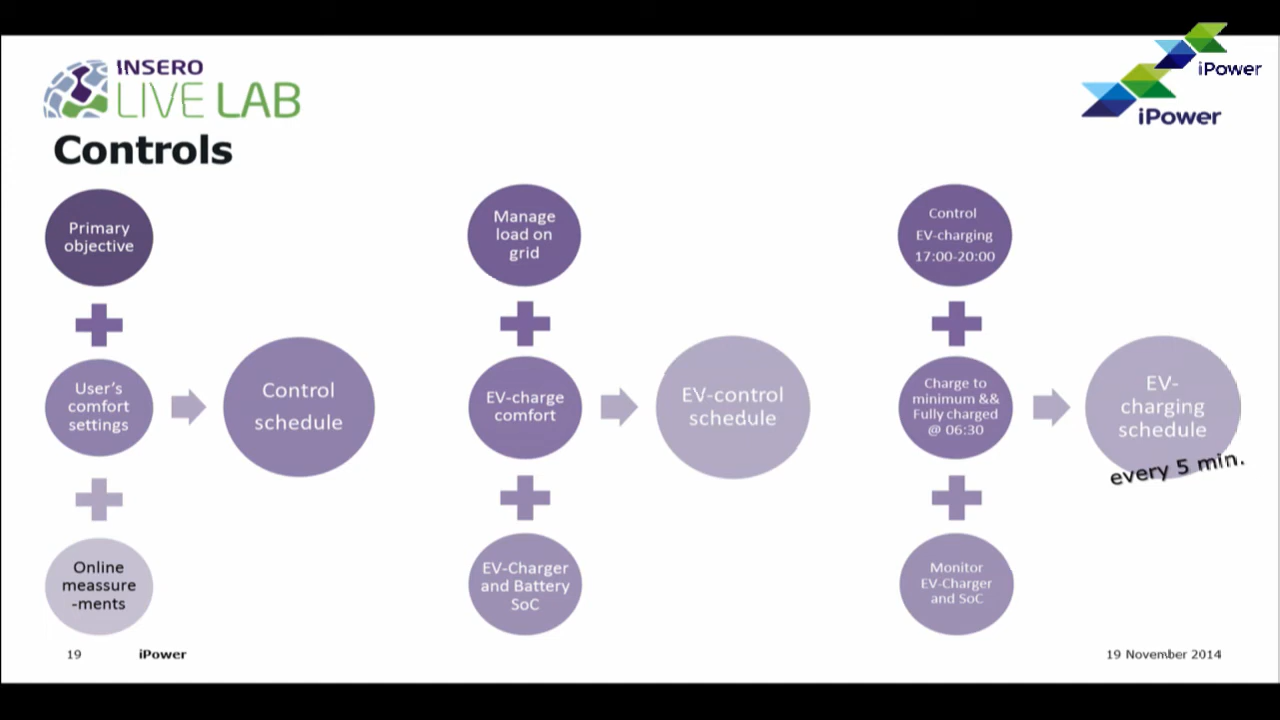 INSERO
LIVE LAB
iPower
iPower
Controls
Primary
objective
User's
comfort
settings
Online
meassure
-ments
Control
schedule
Manage
load on
grid
EV-charge
comfort
EV-Charger
and Battery
SoC
EV-control
schedule
Control
EV-charging
17:00-20:00
Charge to
minimum &&
Fully charged
@ 06:30
Monitor
EV-Charger
and SoC
EV-
charging
schedule
every 5 min.
19
iPower
19 November 2014